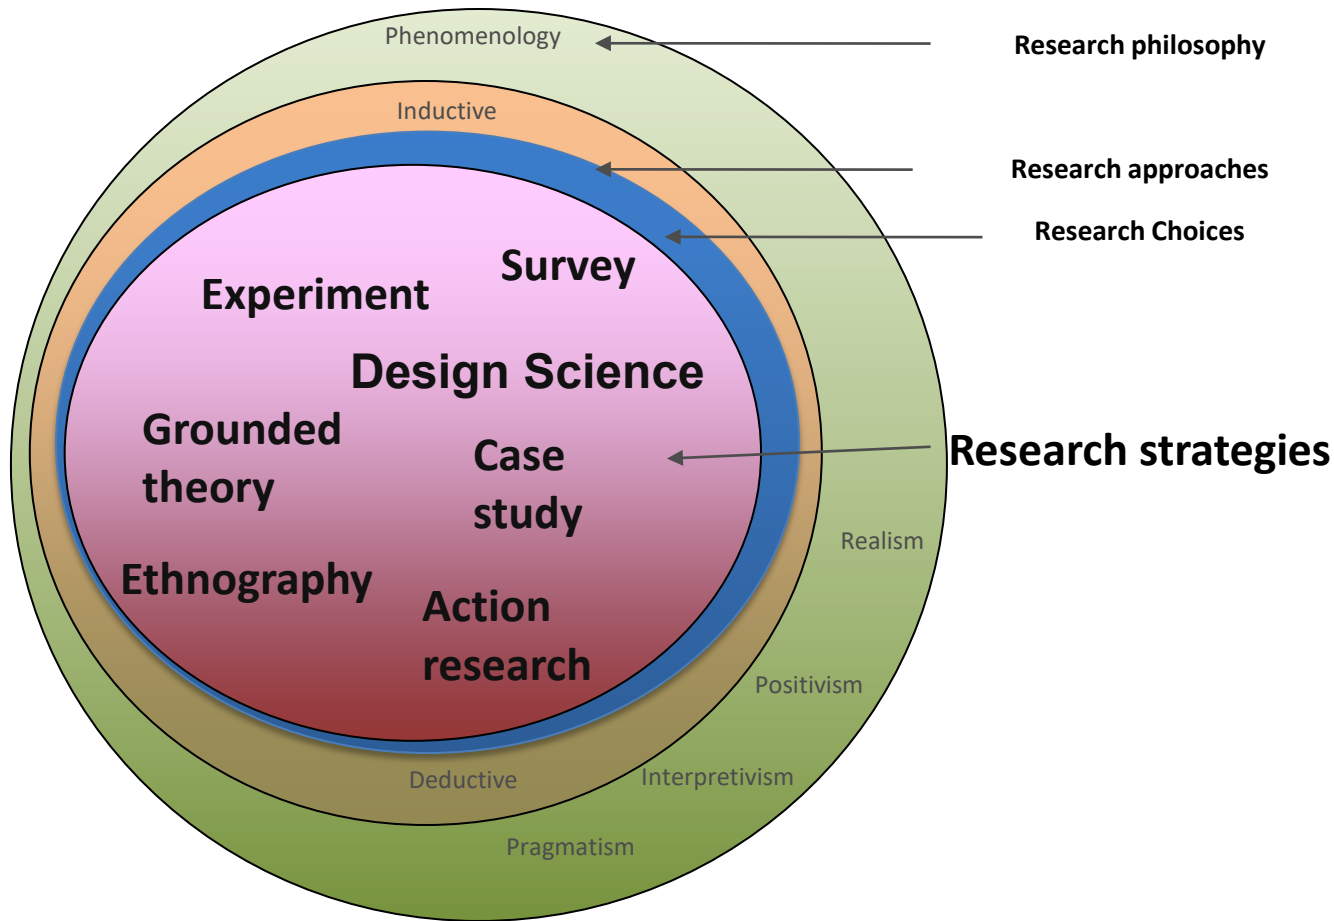 Phenomenology
Research philosophy
Inductive
Research approaches
Research Choices
Survey
Experiment
Design Science
Grounded
theory
Case
study
Research strategies
Realism
Ethnography
Action
research
Positivism
Deductive
Interpretivism
Pragmatism